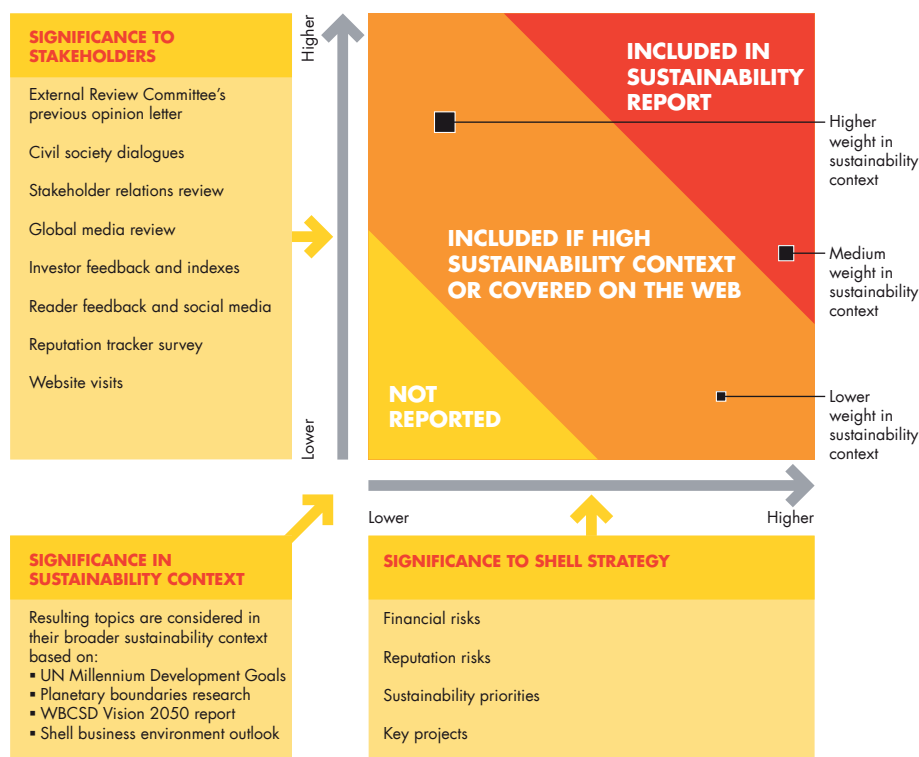 SIGNIFICANCE TO
STAKEHOLDERS
External Review Committee's
previous opinion letter
Civil society dialogues
Stakeholder relations review
Global media review
Investor feedback and indexes
Reader feedback and social media
Reputation tracker survey
Website visits
Higher
Lower
INCLUDED IN
SUSTAINABILITY
REPORT
INCLUDED IF HIGH
SUSTAINABILITY CONTEXT
OR COVERED ON THE WEB
NOT
REPORTED
Higher
weight in
sustainability
context
Medium
weight in
sustainability
context
Lower
weight in
sustainability
context
Lower
Higher
SIGNIFICANCE IN
SUSTAINABILITY CONTEXT
Resulting topics are considered in
their broader sustainability context
based on:
▪ UN Millennium Development Goals
▪ Planetary boundaries research
▪ WBCSD Vision 2050 report
▪ Shell business environment outlook
SIGNIFICANCE TO SHELL STRATEGY
Financial risks
Reputation risks
Sustainability priorities
Key projects